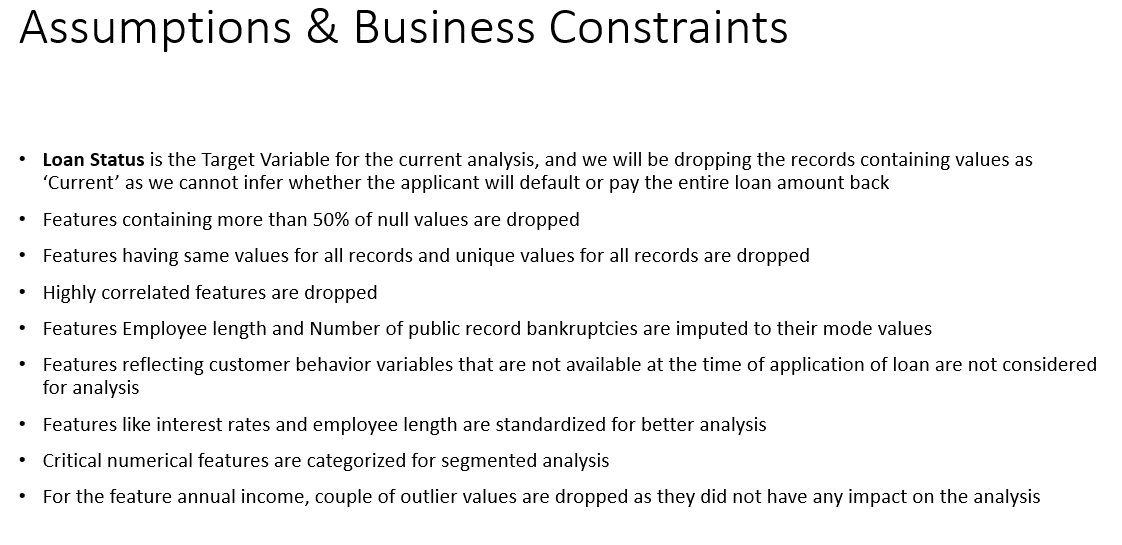 Assumptions & Business Constraints
• Loan Status is the Target Variable for the current analysis, and we will be dropping the records containing values as
‘Current’ as we cannot infer whether the applicant will default or pay the entire loan amount back
• Features containing more than 50% of null values are dropped
• Features having same values for all records and unique values for all records are dropped
• Highly correlated features are dropped
• Features Employee length and Number of public record bankruptcies are imputed to their mode values
• Features reflecting customer behavior variables that are not available at the time of application of loan are not considered
for analysis
• Features like interest rates and employee length are standardized for better analysis
• Critical numerical features are categorized for segmented analysis
• For the feature annual income, couple of outlier values are dropped as they did not have any impact on the analysis